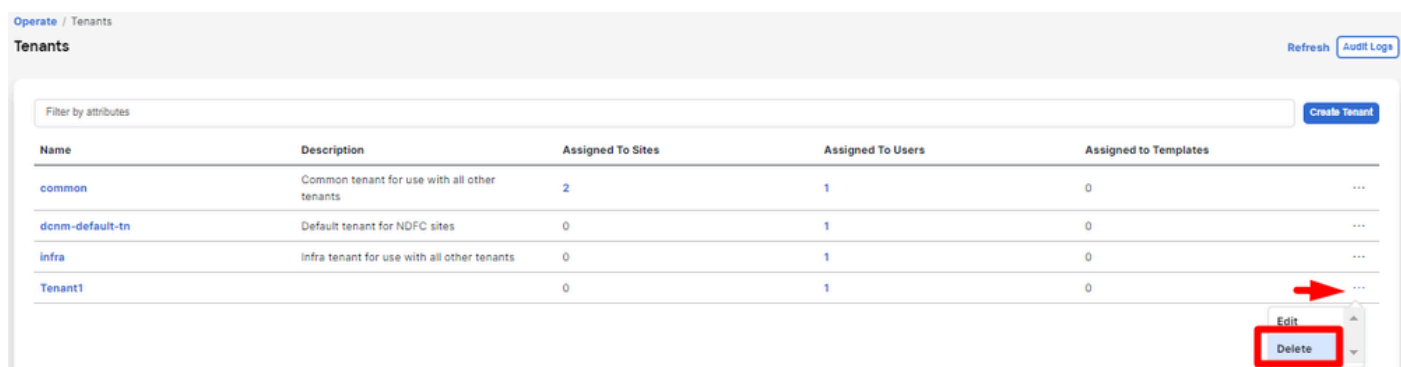 Operate / Tenants
Tenants
Refresh Audit Logs
Filter by attributes
Create Tenant
Name Description Assigned To Sites Assigned To Users Assigned to Templates
common Common tenant for use with all other tenants 2 1 0 ...
dcnm-default-tn Default tenant for NDFC sites 0 1 0 ...
infra Infra tenant for use with all other tenants 0 1 0 ...
Tenant1 0 1 0 ...
Edit
Delete